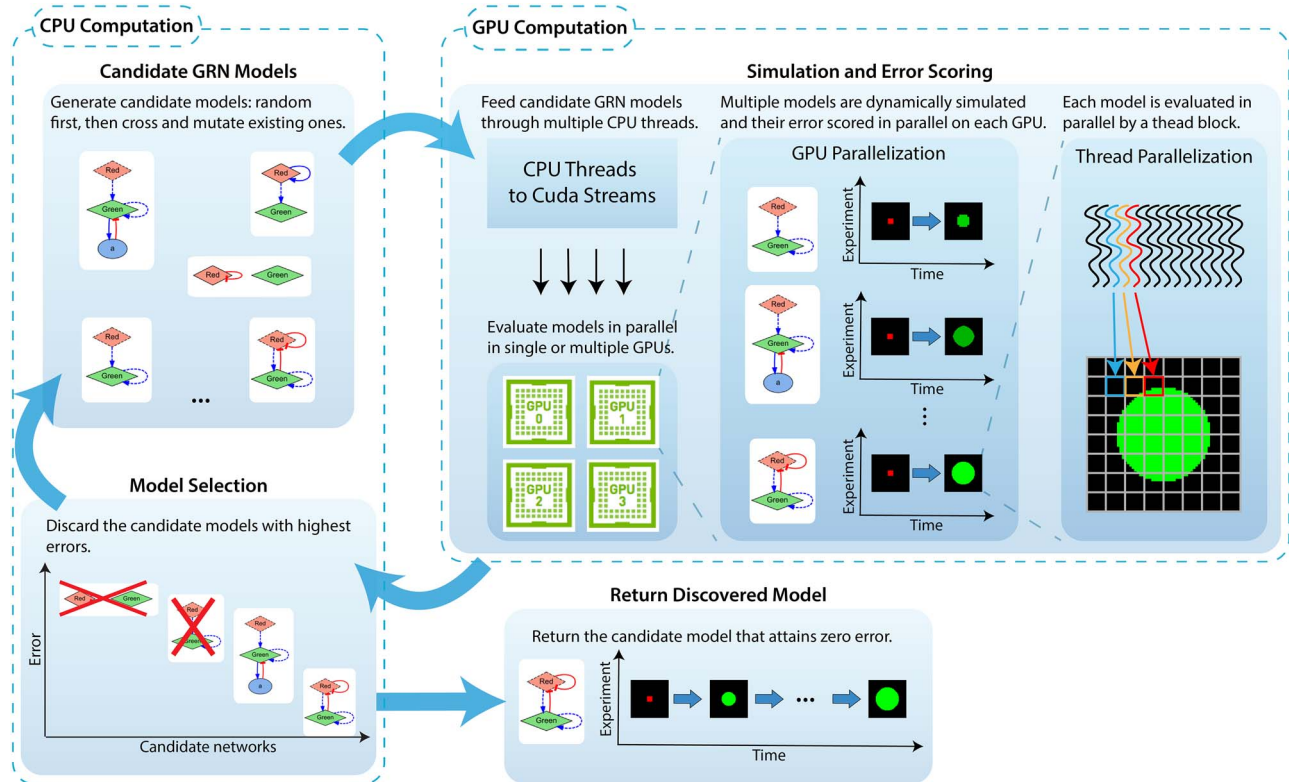 CPU Computation
Candidate GRN Models
Generate candidate models: random
first, then cross and mutate existing ones.
Red
Green
a
Red
Green
Red
Green
Red
Green
...
Red
Green
Model Selection
Discard the candidate models with highest
errors.
Error
Red
Green
Red
Green
Red
Green
a
Red
Green
Candidate networks
GPU Computation
Simulation and Error Scoring
Feed candidate GRN models
through multiple CPU threads.
CPU Threads
to Cuda Streams
Evaluate models in parallel
in single or multiple GPUs.
GPU
0
GPU
1
GPU
2
GPU
3
Multiple models are dynamically simulated
and their error scored in parallel on each GPU.
GPU Parallelization
Red
Green
Experiment
Time
Red
Green
a
Experiment
Time
...
Red
Green
Experiment
Time
Each model is evaluated in
parallel by a thead block.
Thread Parallelization
Return Discovered Model
Return the candidate model that attains zero error.
Red
Green
Experiment
...
Time